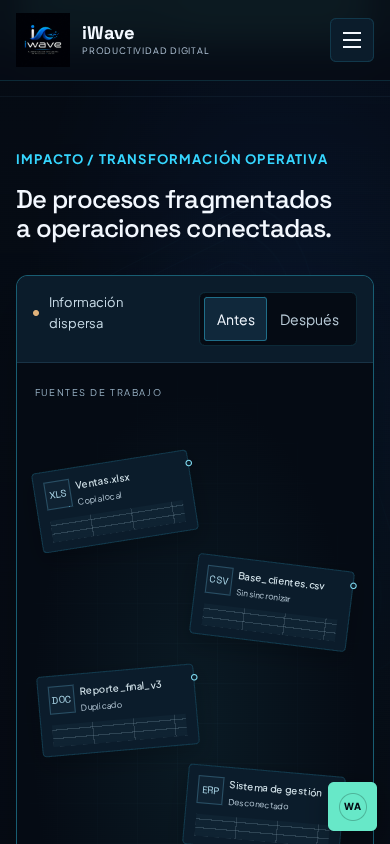 iwave
iWave
PRODUCTIVIDAD DIGITAL
IMPACTO / TRANSFORMACIÓN OPERATIVA
De procesos fragmentados
a operaciones conectadas.
Información
dispersa
Antes
Después
FUENTES DE TRABAJO
XLS
Ventas.xlsx
Copia local
CSV
Base_clientes.csv
Sin sincronizar
DOC
Reporte_final_v3
Duplicado
ERP
Sistema de gestión
Desconectado
WA